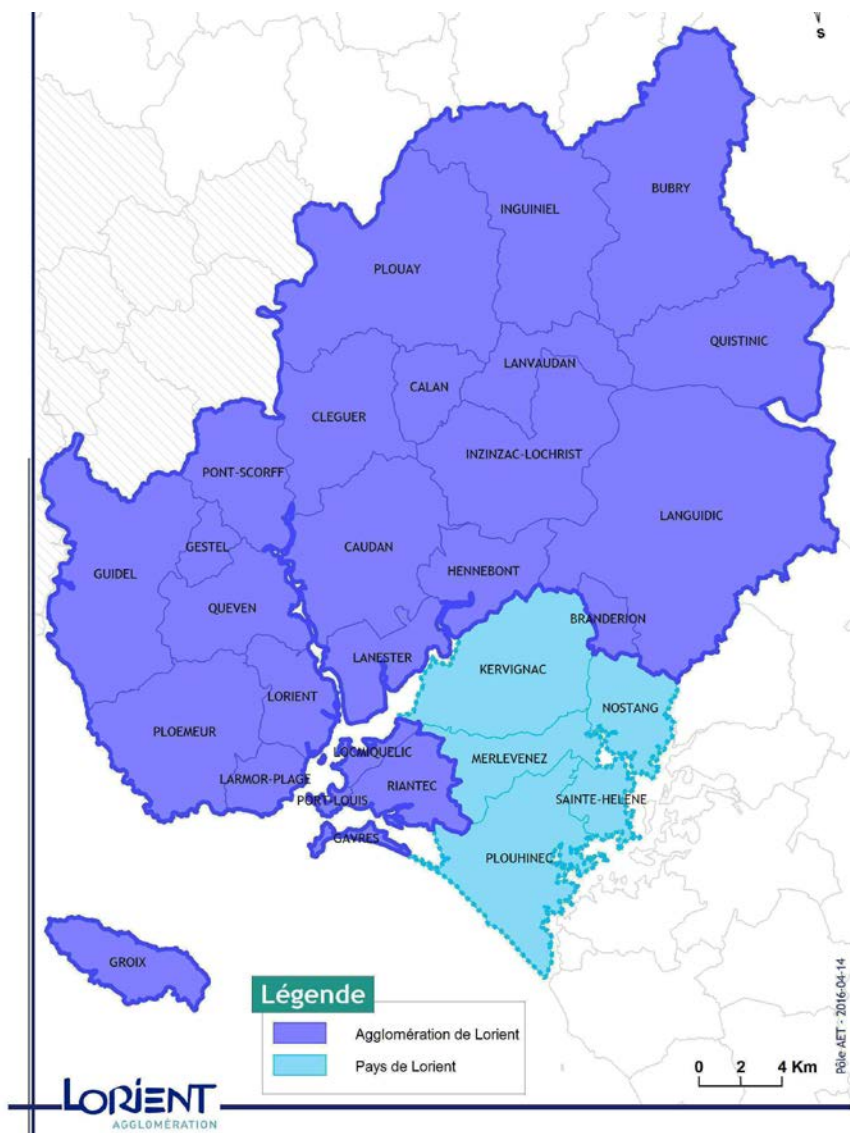 S
BUBRY
INGUINIEL
PLOUAY
QUISTINIC
LANVAUDAN
CALAN
CLEGUER
INZINZAC-LOCHRIST
PONT-SCORFF
LANGUIDIC
GESTEL
CAUDAN
GUIDEL
HENNEBONT
QUEVEN
BRANDERION
LANESTER
KERVIGNAC
LORIENT
NOSTANG
PLOEMEUR
LOCMIQUELIC
MERLEVENEZ
LARMOR-PLAGE
RIANTEC
PORT-LOUIS
SAINTE-HELENE
GAVRES
PLOUHINEC
GROIX
Légende
Agglomération de Lorient
Pays de Lorient
0 2 4 Km
Pôle AET - 2016-04-14
LORIENT
AGGLOMÉRATION